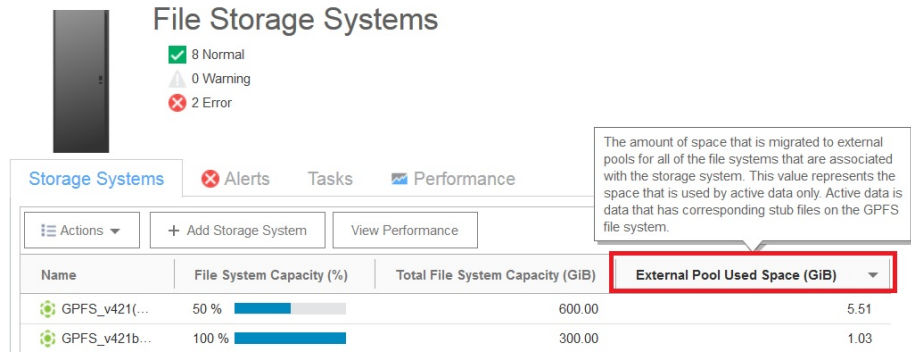 File Storage Systems
8 Normal
0 Warning
2 Error
The amount of space that is migrated to external
pools for all of the file systems that are associated
with the storage system. This value represents the
space that is used by active data only. Active data is
data that has corresponding stub files on the GPFS
file system.
Storage Systems Alerts Tasks Performance
Actions + Add Storage System View Performance
Name File System Capacity (%) Total File System Capacity (GiB) External Pool Used Space (GiB)
GPFS_v421(... 50 % 600.00 5.51
GPFS_v421b... 100 % 300.00 1.03